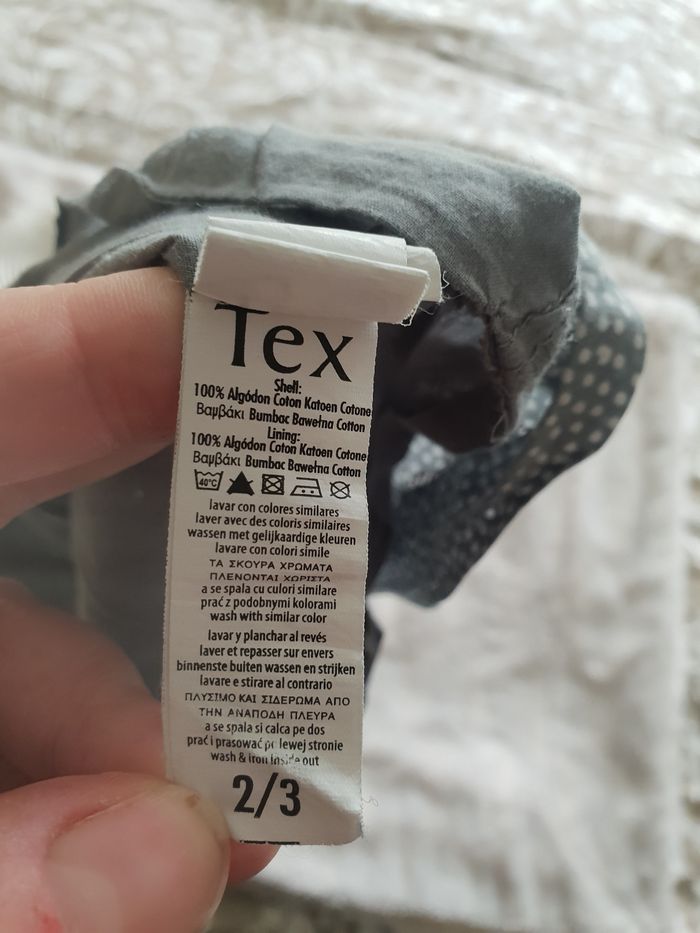 Tex
Shell:
100% Algódon Coton Katoen Cotone
Βαμβάκι Bumbac Bawełna Cotton
Lining:
100% Algódon Coton Katoen Cotone
Βαμβάκι Bumbac Bawełna Cotton
40°C
lavar con colores similares
laver avec des coloris similaires
wassen met gelijkaardige kleuren
lavare con colori simile
ΤΑ ΣΚΟΥΡΑ ΧΡΩΜΑΤΑ
ΠΛΕΝΟΝΤΑΙ ΧΩΡΙΣΤΑ
a se spala cu culori similare
prać z podobnymi kolorami
wash with similar color
lavar y planchar al revés
laver et repasser sur envers
binnenste buiten wassen en strijken
lavare e stirare al contrario
ΠΛΥΣΙΜΟ ΚΑΙ ΣΙΔΕΡΩΜΑ ΑΠΟ
ΤΗΝ ΑΝΑΠΟΔΗ ΠΛΕΥΡΑ
a se spala si calca pe dos
prać i prasować po lewej stronie
wash & iron inside out
2/3